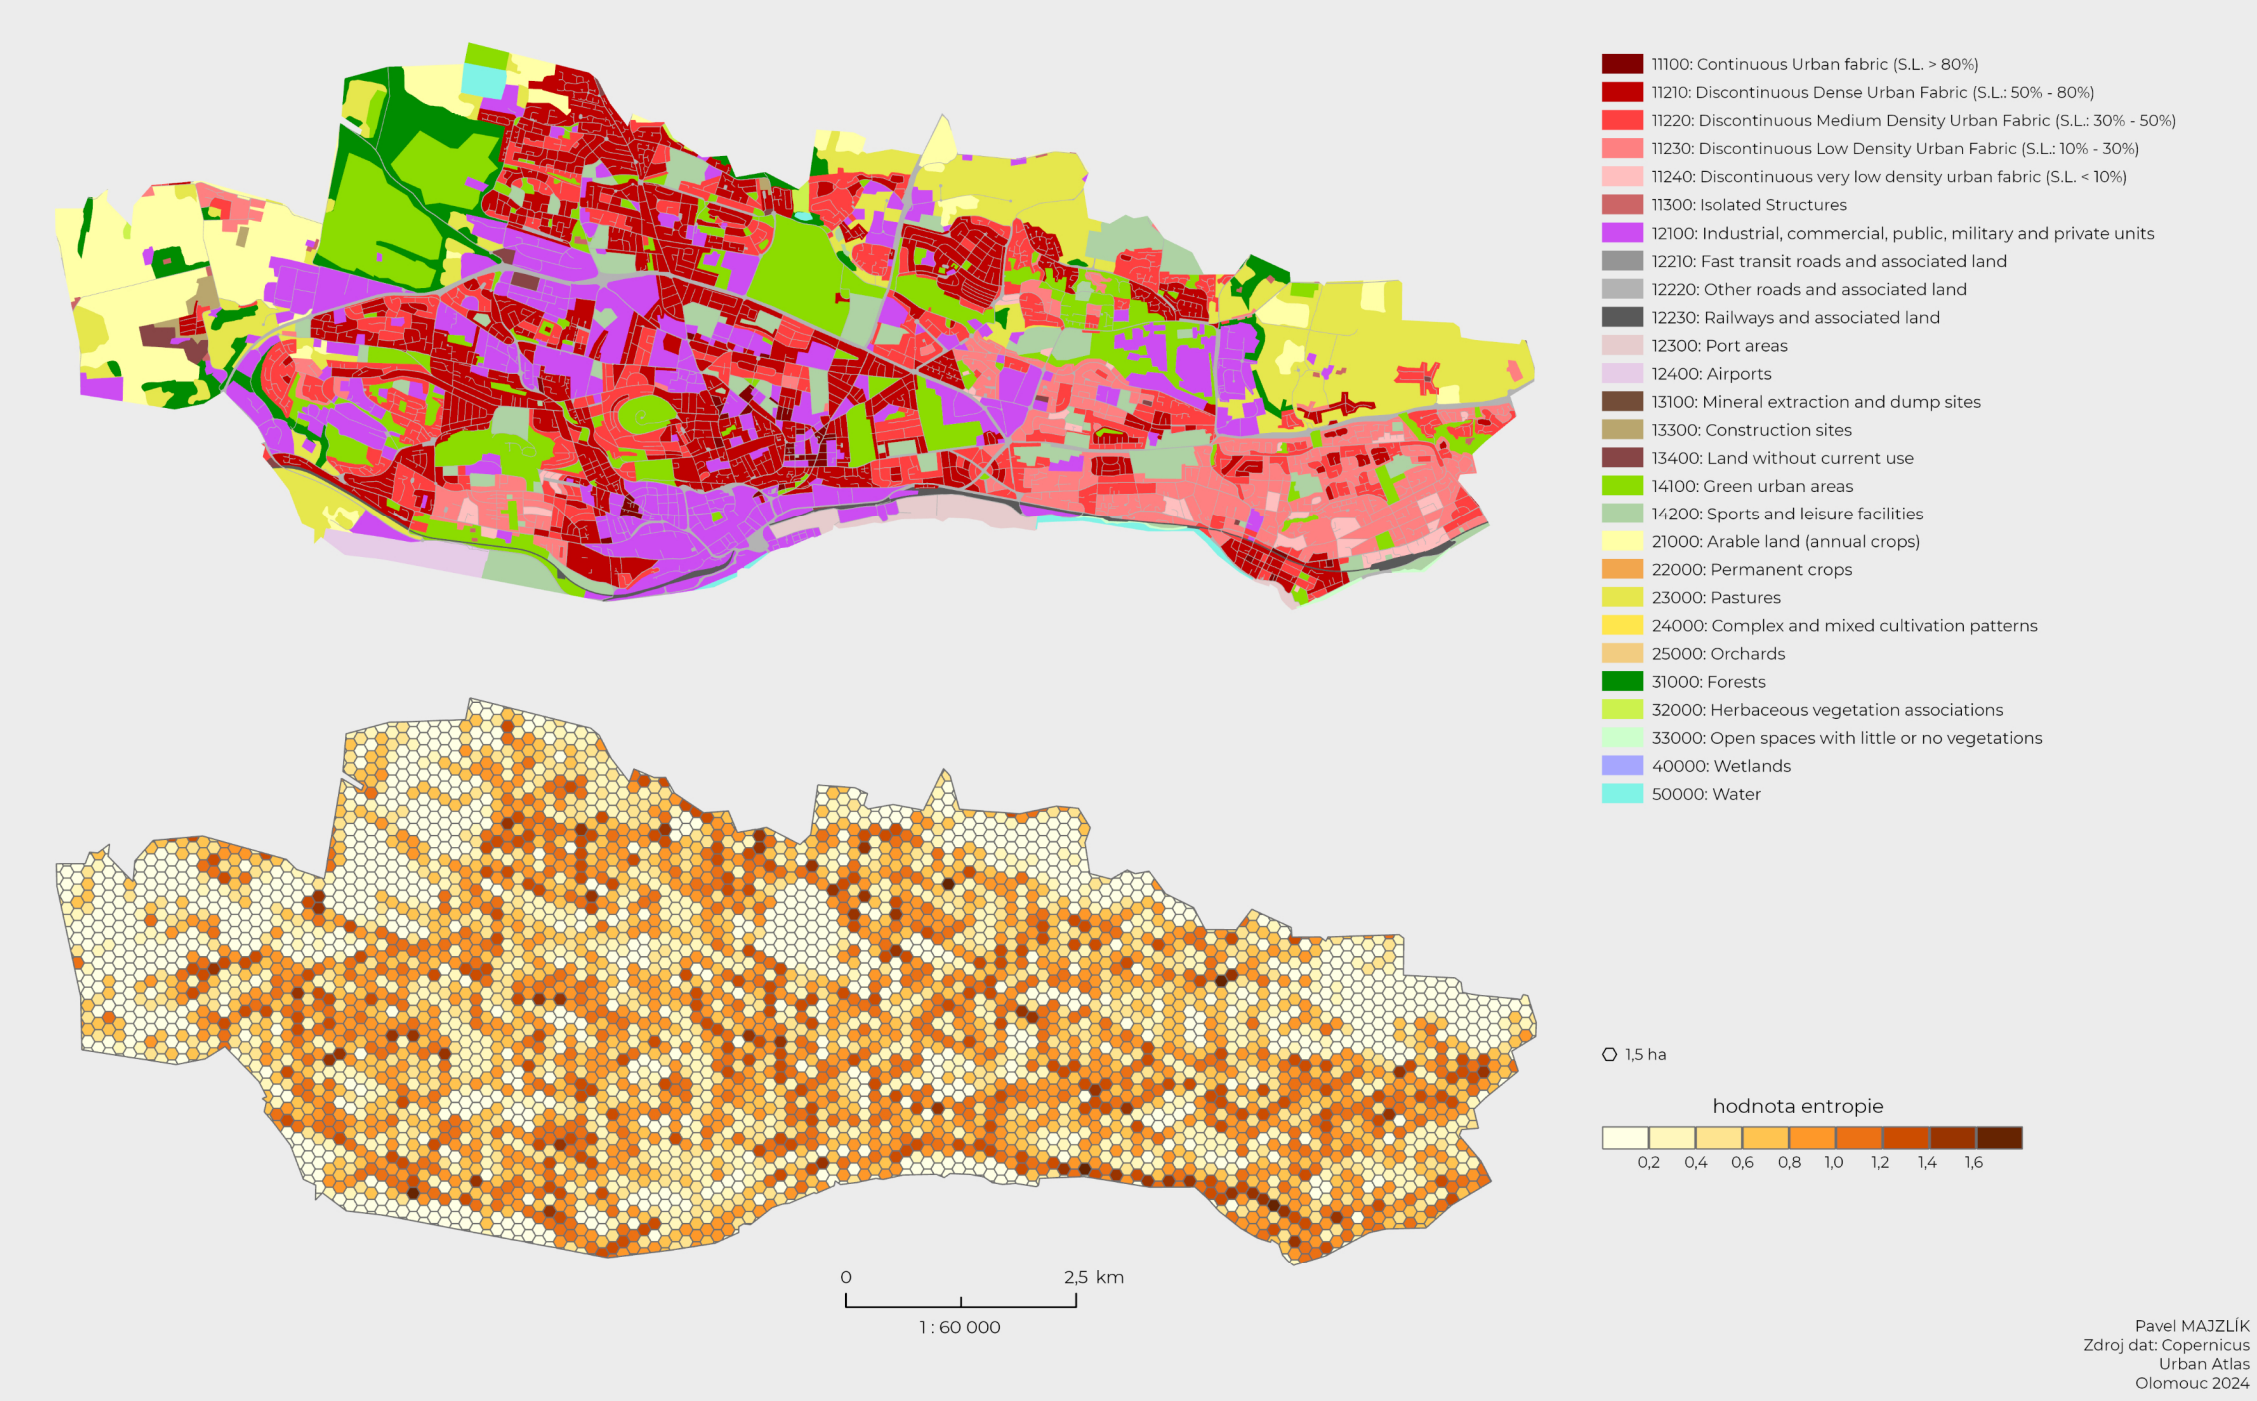 11100: Continuous Urban fabric (S.L. > 80%)
11210: Discontinuous Dense Urban Fabric (S.L.: 50% - 80%)
11220: Discontinuous Medium Density Urban Fabric (S.L.: 30% - 50%)
11230: Discontinuous Low Density Urban Fabric (S.L.: 10% - 30%)
11240: Discontinuous very low density urban fabric (S.L. < 10%)
11300: Isolated Structures
12100: Industrial, commercial, public, military and private units
12210: Fast transit roads and associated land
12220: Other roads and associated land
12230: Railways and associated land
12300: Port areas
12400: Airports
13100: Mineral extraction and dump sites
13300: Construction sites
13400: Land without current use
14100: Green urban areas
14200: Sports and leisure facilities
21000: Arable land (annual crops)
22000: Permanent crops
23000: Pastures
24000: Complex and mixed cultivation patterns
25000: Orchards
31000: Forests
32000: Herbaceous vegetation associations
33000: Open spaces with little or no vegetations
40000: Wetlands
50000: Water
1,5 ha
hodnota entropie
0,2 0,4 0,6 0,8 1,0 1,2 1,4 1,6
0 2,5 km
1 : 60 000
Pavel MAJZLÍK
Zdroj dat: Copernicus
Urban Atlas
Olomouc 2024